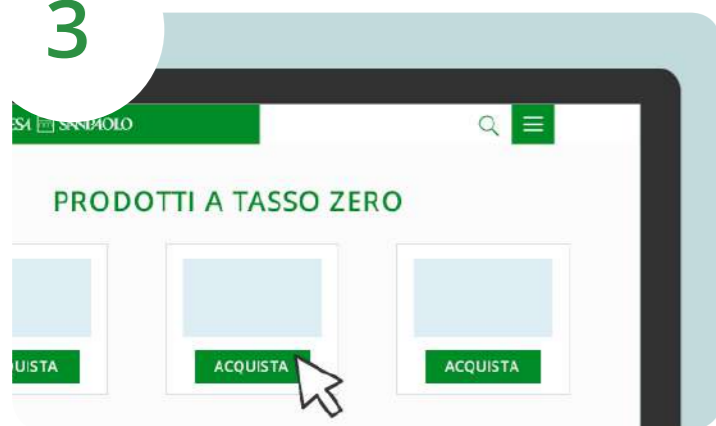 3
SANPAOLO
PRODOTTI A TASSO ZERO
ACQUISTA
ACQUISTA